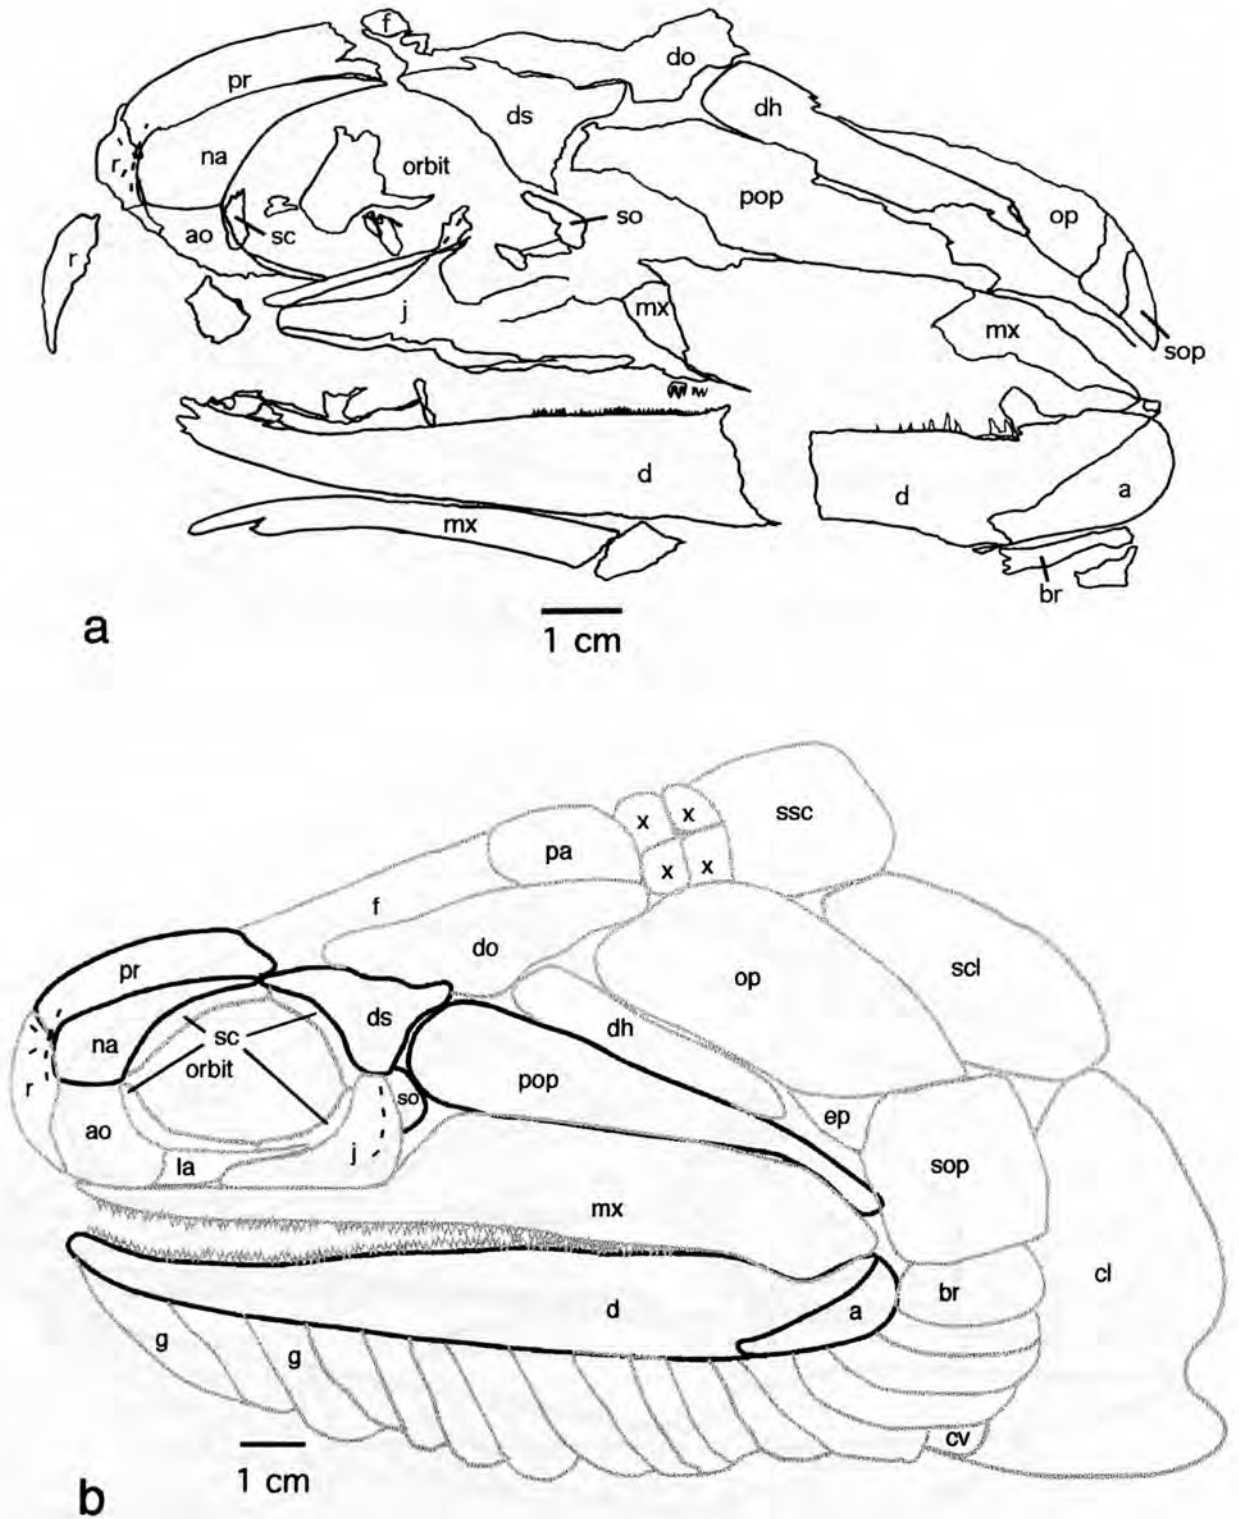 f
do
pr
dh
ds
r
na
orbit
pop
op
so
ao
sc
r
j
mx
mx
sop
d
d
a
mx
br
a
1 cm
ssc
x
x
pa
x
x
f
do
scl
pr
op
ds
dh
sc
na
orbit
pop
r
so
ep
ao
j
la
sop
mx
cl
br
d
a
g
g
cv
1 cm
b